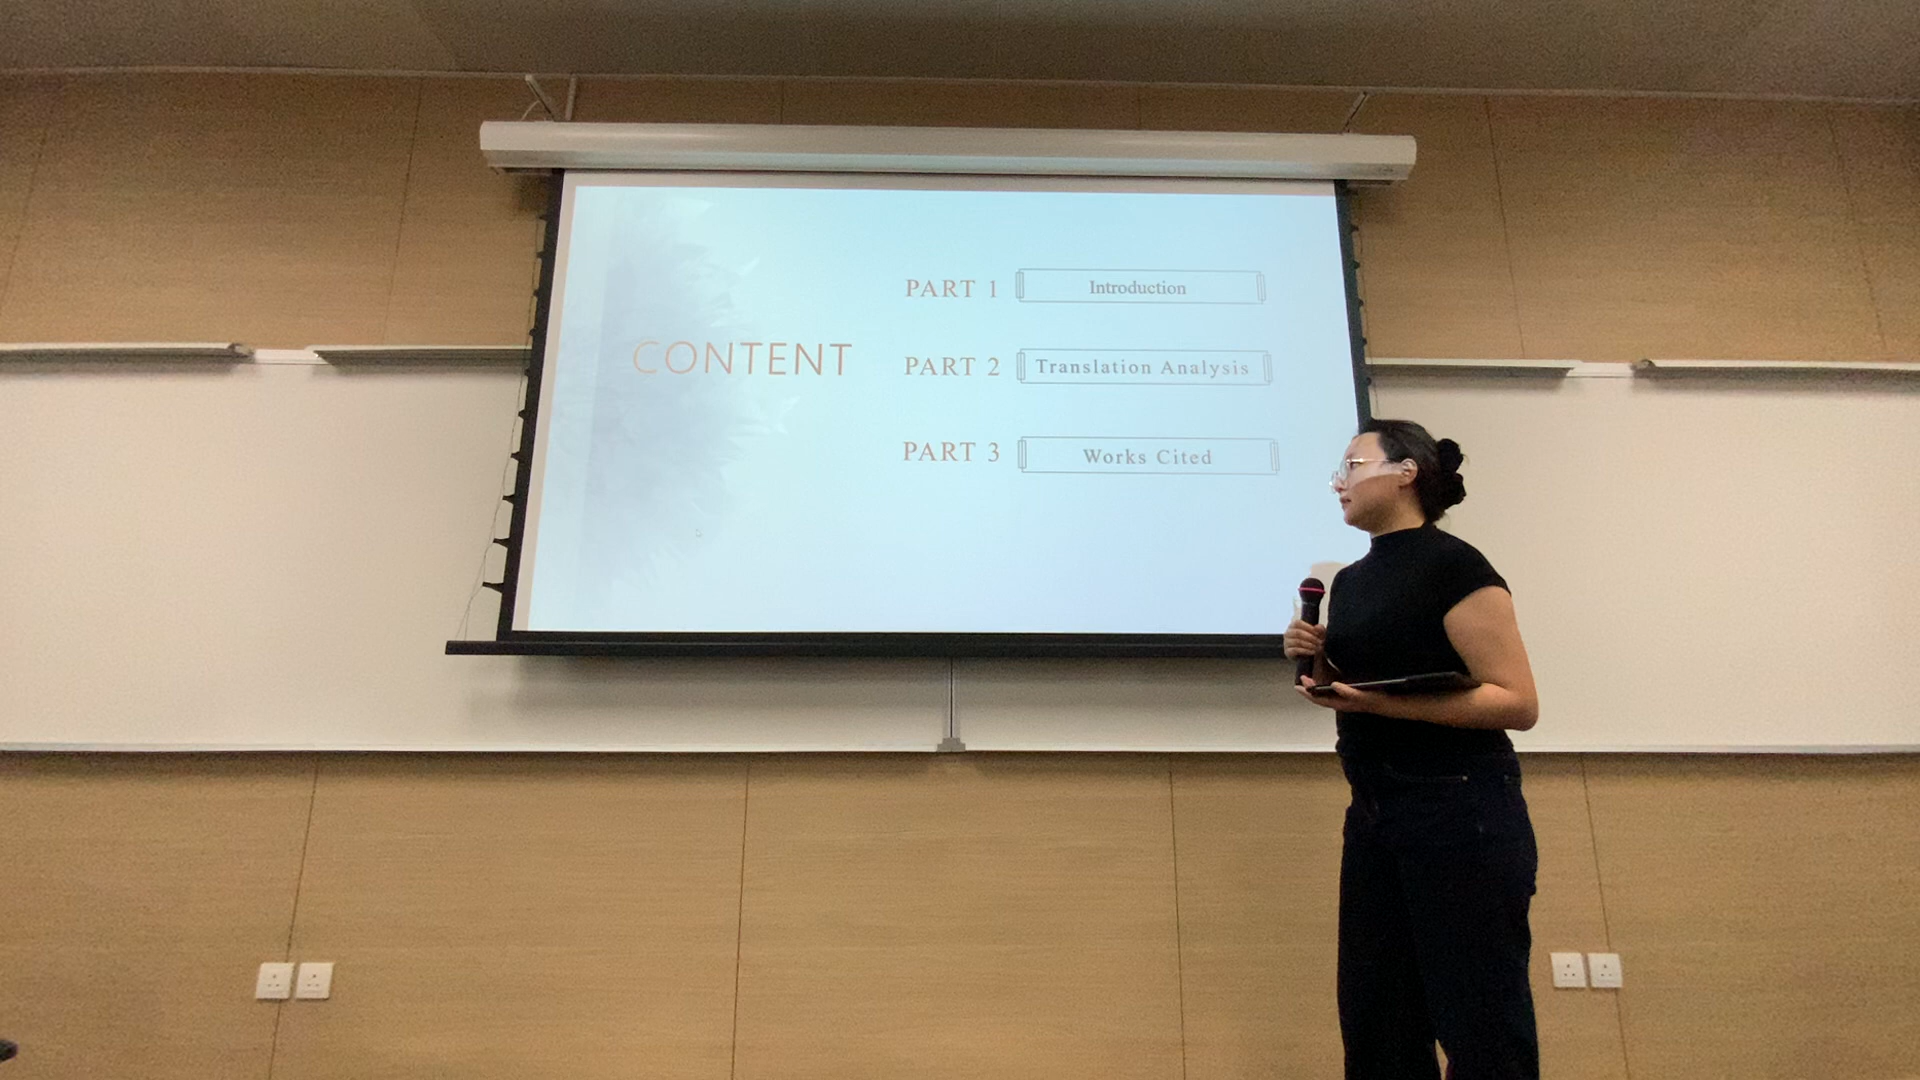 CONTENT
PART 1 Introduction
PART 2 Translation Analysis
PART 3 Works Cited